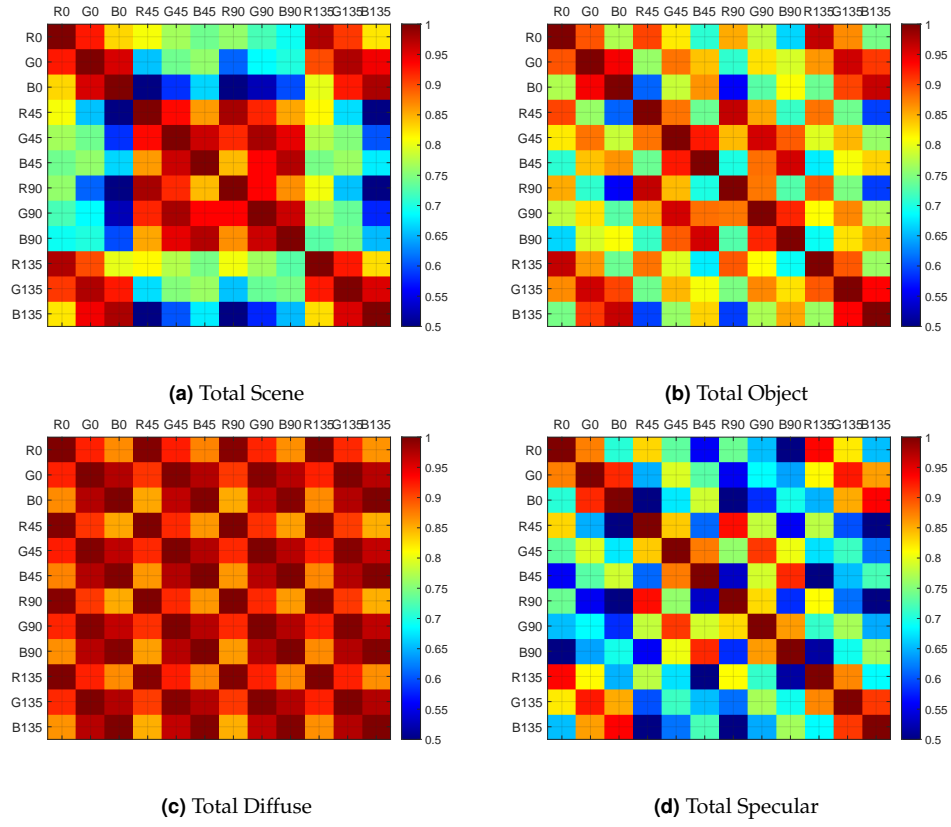 R0 G0 B0 R45 G45 B45 R90 G90 B90 R135 G135 B135
R0
G0
B0
R45
G45
B45
R90
G90
B90
R135
G135
B135
1
0.95
0.9
0.85
0.8
0.75
0.7
0.65
0.6
0.55
0.5
(a) Total Scene
R0 G0 B0 R45 G45 B45 R90 G90 B90 R135 G135 B135
R0
G0
B0
R45
G45
B45
R90
G90
B90
R135
G135
B135
1
0.95
0.9
0.85
0.8
0.75
0.7
0.65
0.6
0.55
0.5
(b) Total Object
R0 G0 B0 R45 G45 B45 R90 G90 B90 R135 G135 B135
R0
G0
B0
R45
G45
B45
R90
G90
B90
R135
G135
B135
1
0.95
0.9
0.85
0.8
0.75
0.7
0.65
0.6
0.55
0.5
(c) Total Diffuse
R0 G0 B0 R45 G45 B45 R90 G90 B90 R135 G135 B135
R0
G0
B0
R45
G45
B45
R90
G90
B90
R135
G135
B135
1
0.95
0.9
0.85
0.8
0.75
0.7
0.65
0.6
0.55
0.5
(d) Total Specular